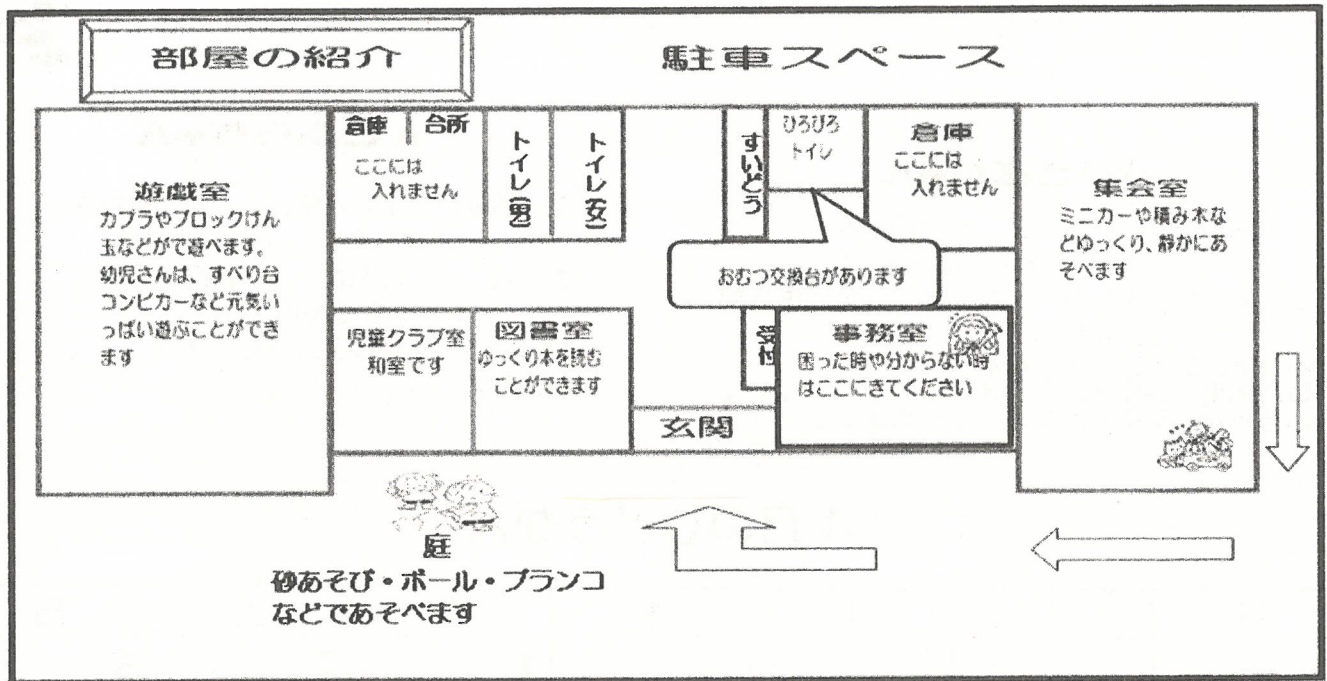 部屋の紹介
駐車スペース
遊戯室
カプラやブロックけん
玉などがで遊べます。
幼児さんは、すべり台
コンビカーなど元気い
っぱい遊ぶことができ
ます
倉庫
台所
ここには
入れません
トイレ(男)
トイレ(女)
すいどう
ひろびろ
トイレ
倉庫
ここには
入れません
集会室
ミニカーや積み木な
どゆっくり、静かにあ
そべます
おむつ交換台があります
児童クラブ室
和室です
図書室
ゆっくり本を読む
ことができます
受付
事務室
困った時や分からない時
はここにきてください
玄関
庭
砂あそび・ボール・ブランコ
などであそべます